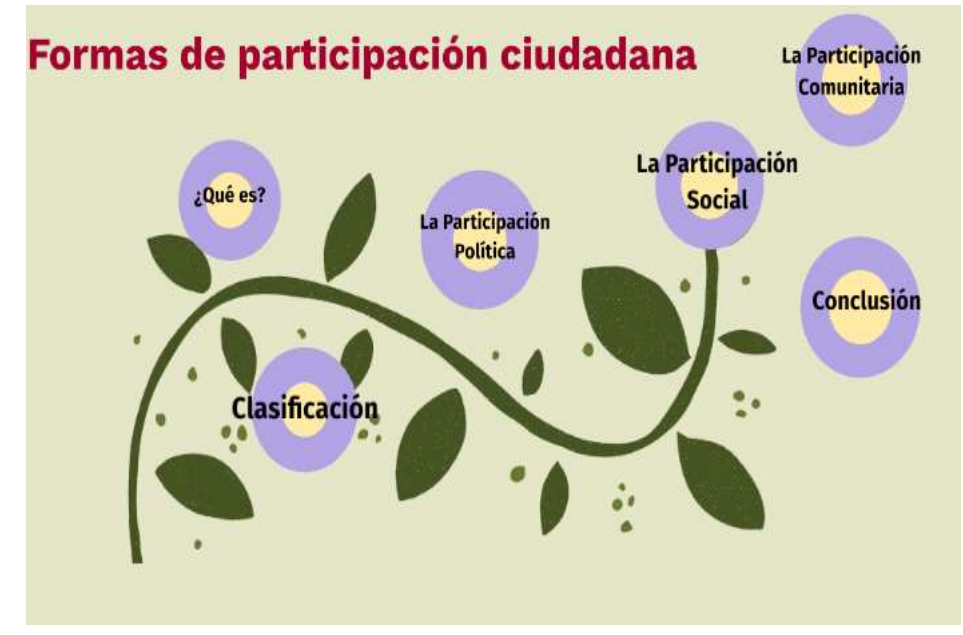 Formas de participación ciudadana
¿Qué es?
Clasificación
La Participación
Política
La Participación
Social
La Participación
Comunitaria
Conclusión